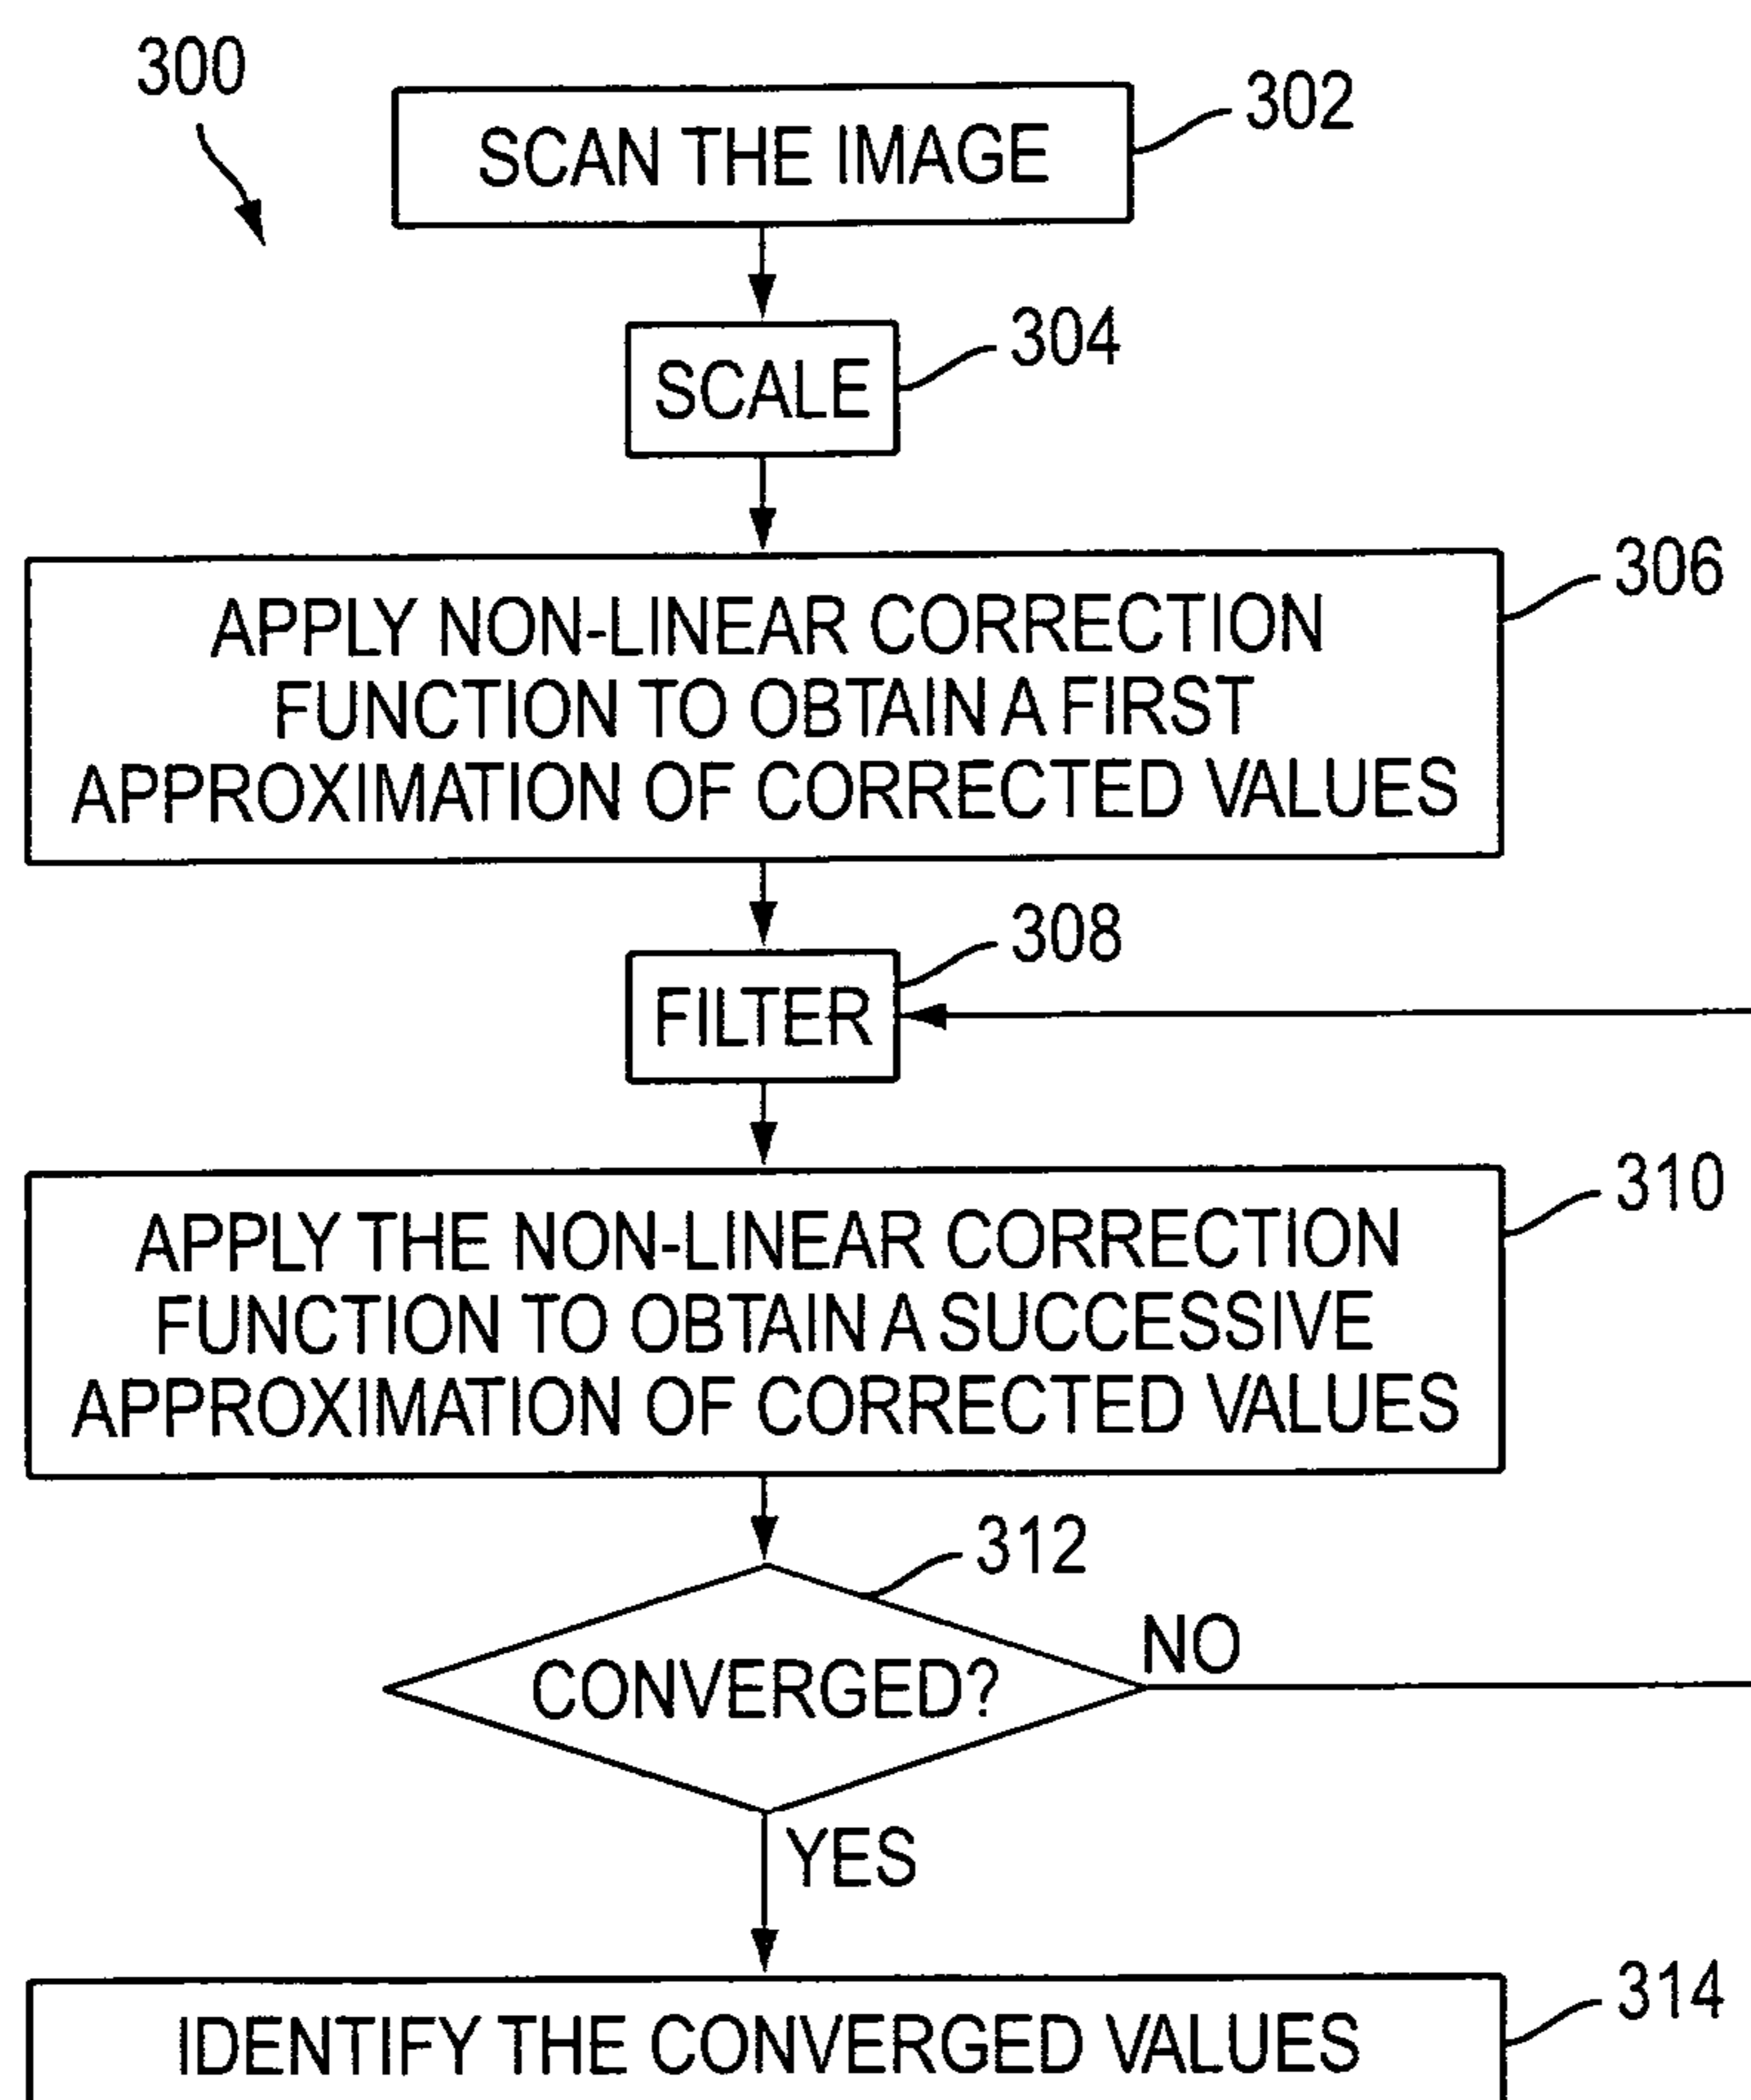 300
302
SCAN THE IMAGE
304
SCALE
306
APPLY NON-LINEAR CORRECTION
FUNCTION TO OBTAIN A FIRST
APPROXIMATION OF CORRECTED VALUES
308
FILTER
310
APPLY THE NON-LINEAR CORRECTION
FUNCTION TO OBTAIN A SUCCESSIVE
APPROXIMATION OF CORRECTED VALUES
312
CONVERGED?
NO
YES
314
IDENTIFY THE CONVERGED VALUES